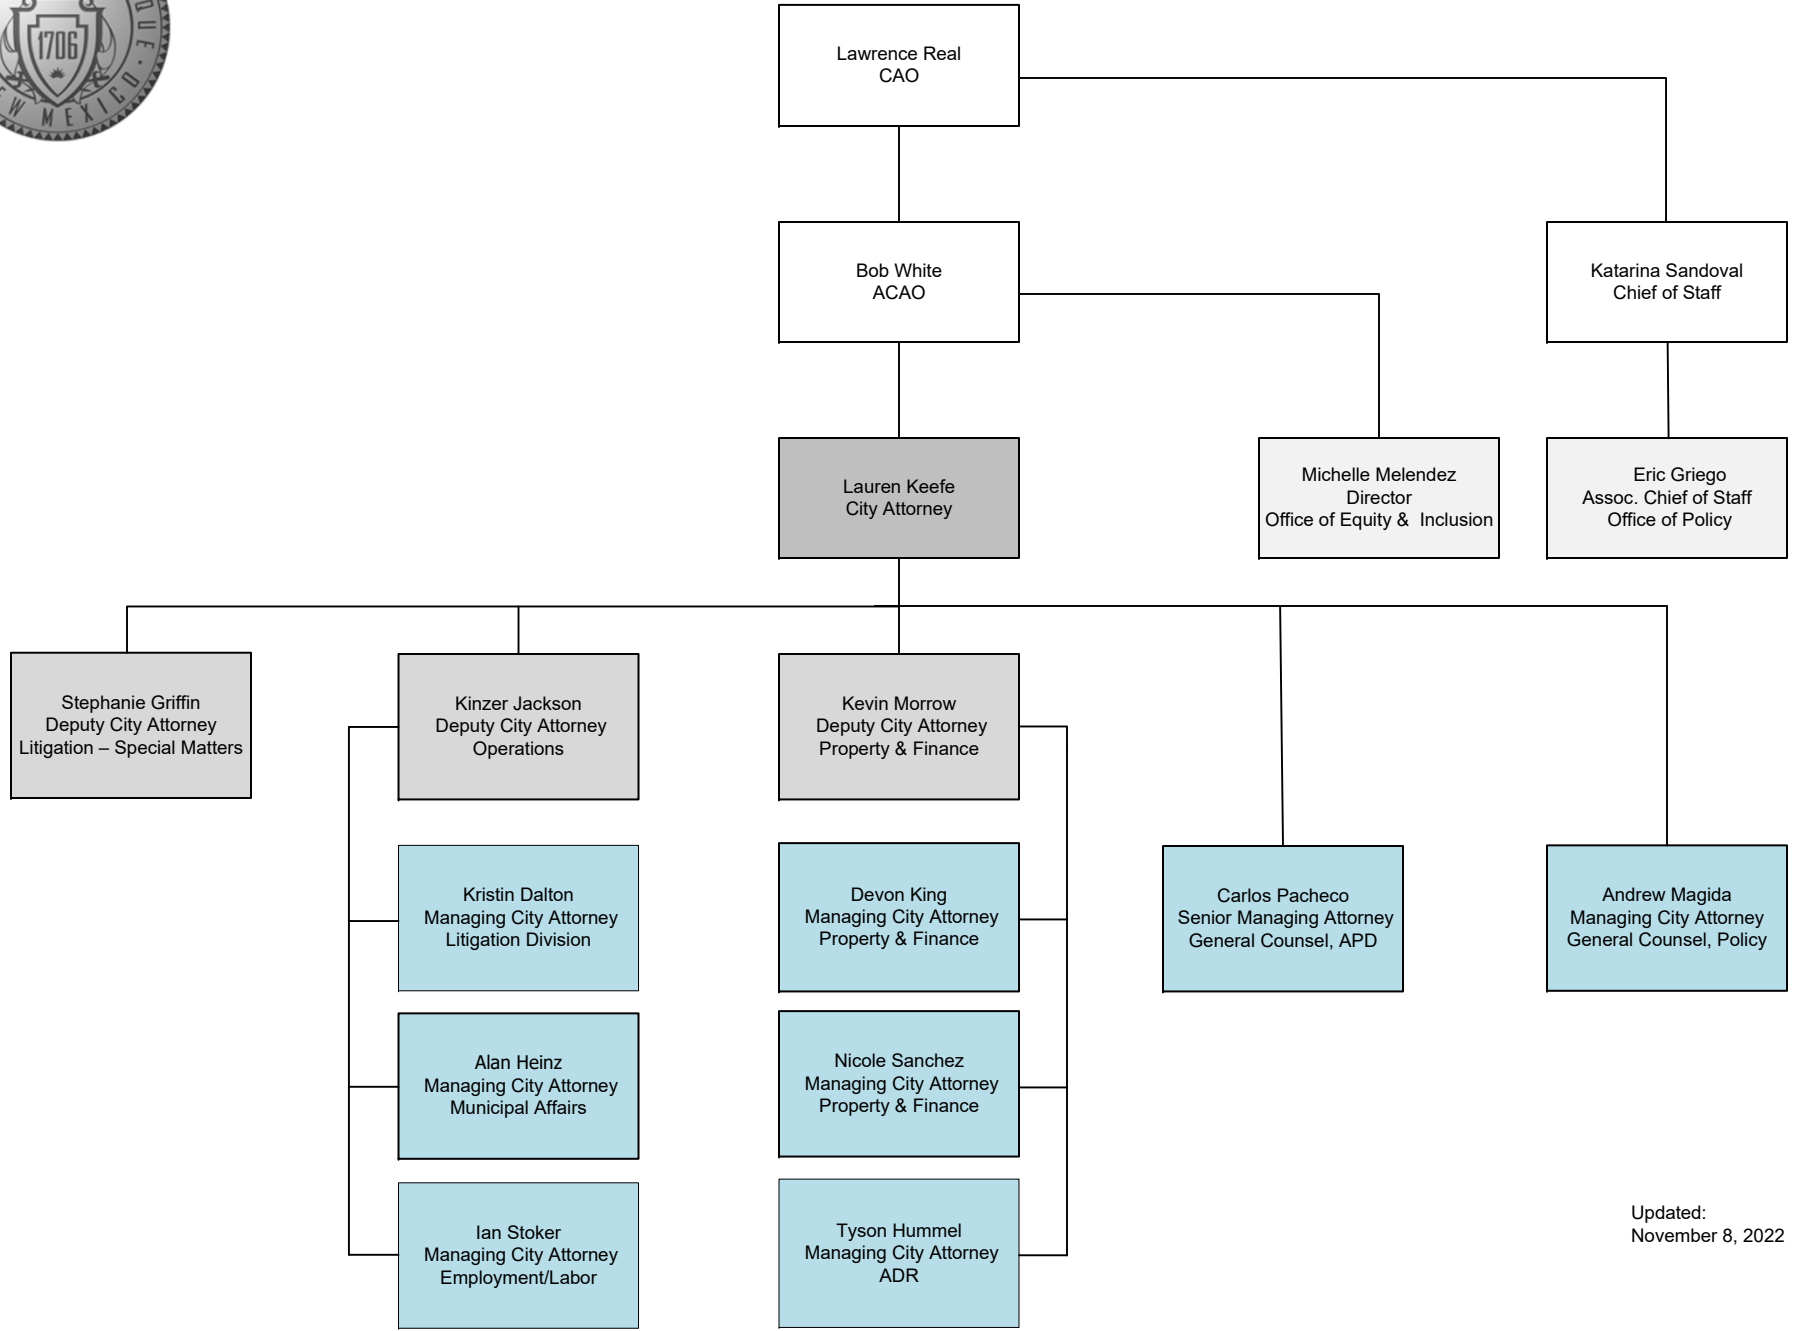 1706
QUE
NEW MEXICO
Lawrence Real
CAO
Bob White
ACAO
Katarina Sandoval
Chief of Staff
Lauren Keefe
City Attorney
Michelle Melendez
Director
Office of Equity &  Inclusion
Eric Griego
Assoc. Chief of Staff
Office of Policy
Stephanie Griffin
Deputy City Attorney
Litigation – Special Matters
Kinzer Jackson
Deputy City Attorney
Operations
Kevin Morrow
Deputy City Attorney
Property & Finance
Kristin Dalton
Managing City Attorney
Litigation Division
Devon King
Managing City Attorney
Property & Finance
Carlos Pacheco
Senior Managing Attorney
General Counsel, APD
Andrew Magida
Managing City Attorney
General Counsel, Policy
Alan Heinz
Managing City Attorney
Municipal Affairs
Nicole Sanchez
Managing City Attorney
Property & Finance
Ian Stoker
Managing City Attorney
Employment/Labor
Tyson Hummel
Managing City Attorney
ADR
Updated:
November 8, 2022